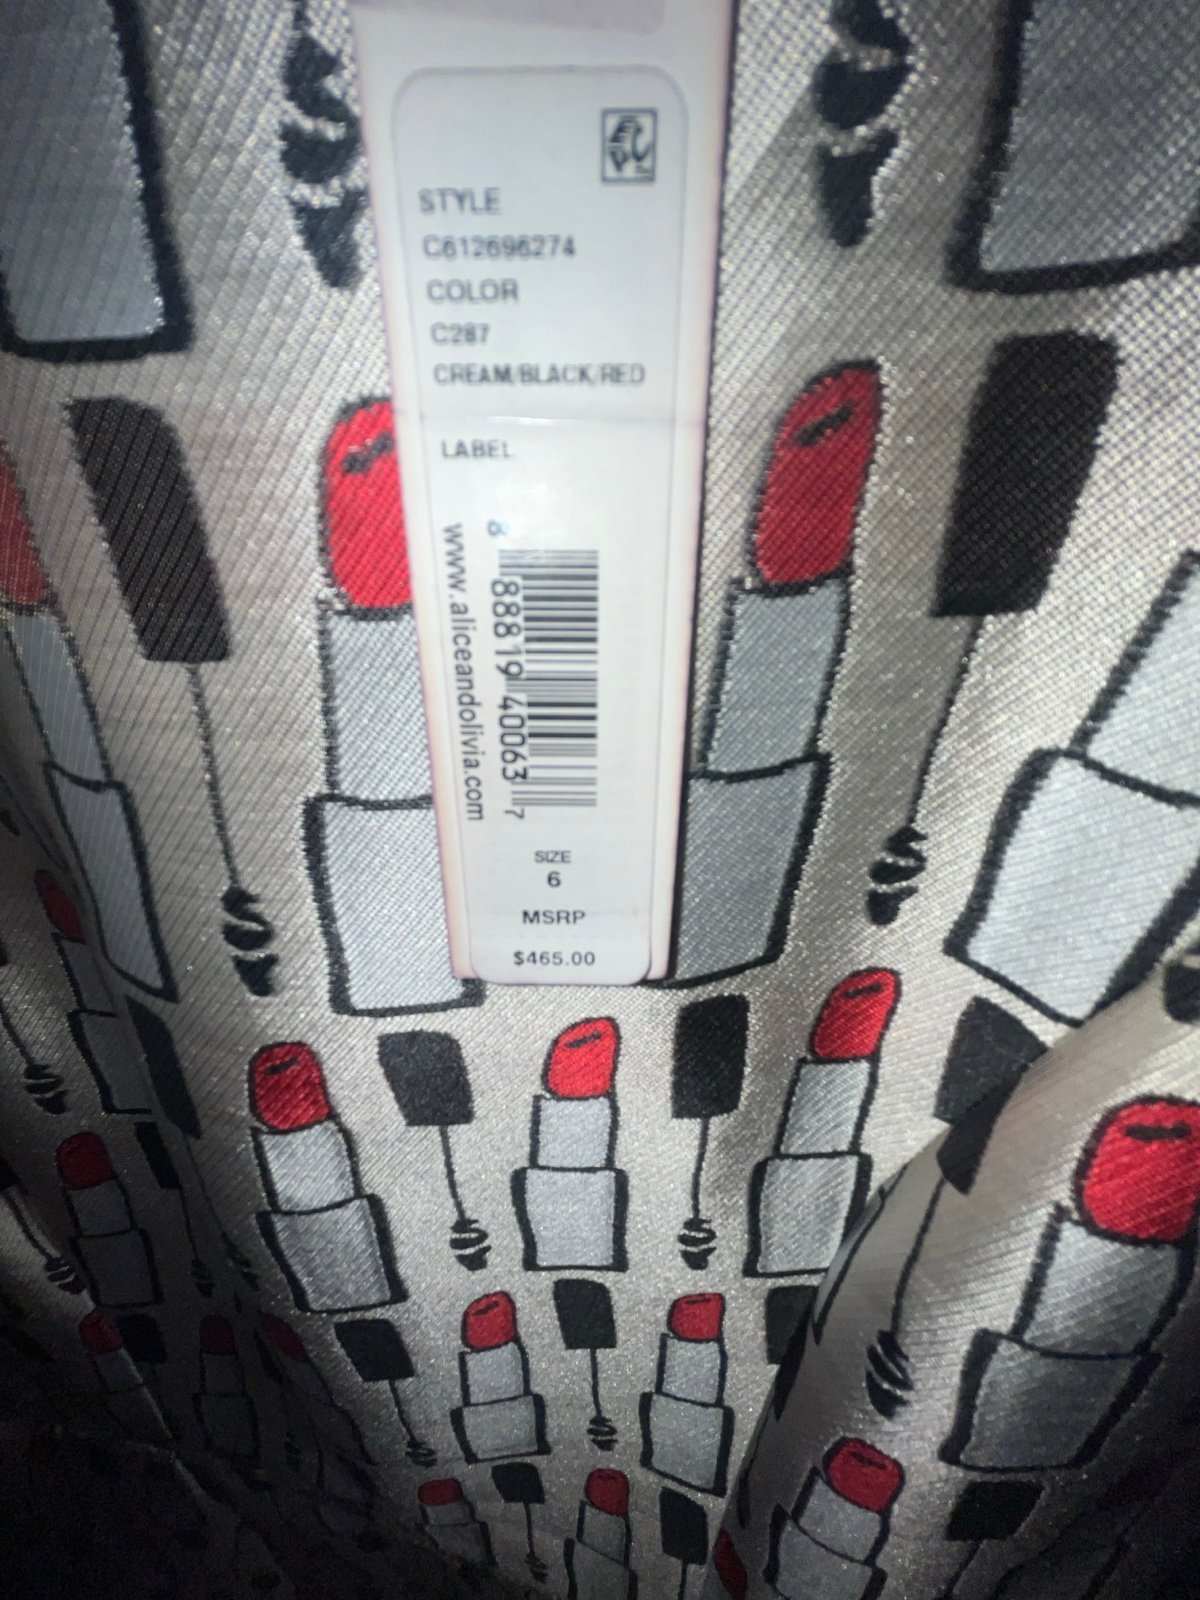 STYLE
C612696274
COLOR
C287
CREAM/BLACK/RED
LABEL
8 88819 40063 7
www.aliceandolivia.com
SIZE
6
MSRP
$465.00